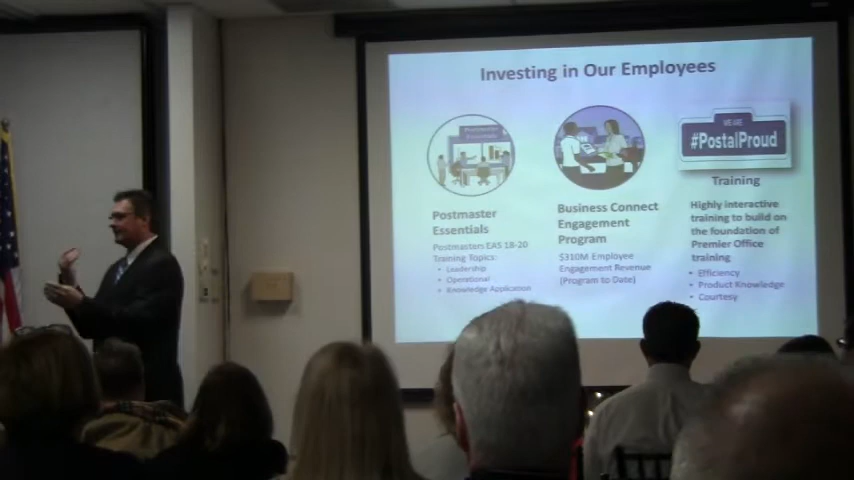 Investing in Our Employees
Postmaster
Essentials
WE ARE
#PostalProud
Training
Postmaster
Essentials
Postmasters EAS 18-20
Training Topics:
• Leadership
• Operational
• Knowledge Application
Business Connect
Engagement
Program
$310M Employee
Engagement Revenue
(Program to Date)
Highly interactive
training to build on
the foundation of
Premier Office
training
• Efficiency
• Product Knowledge
• Courtesy